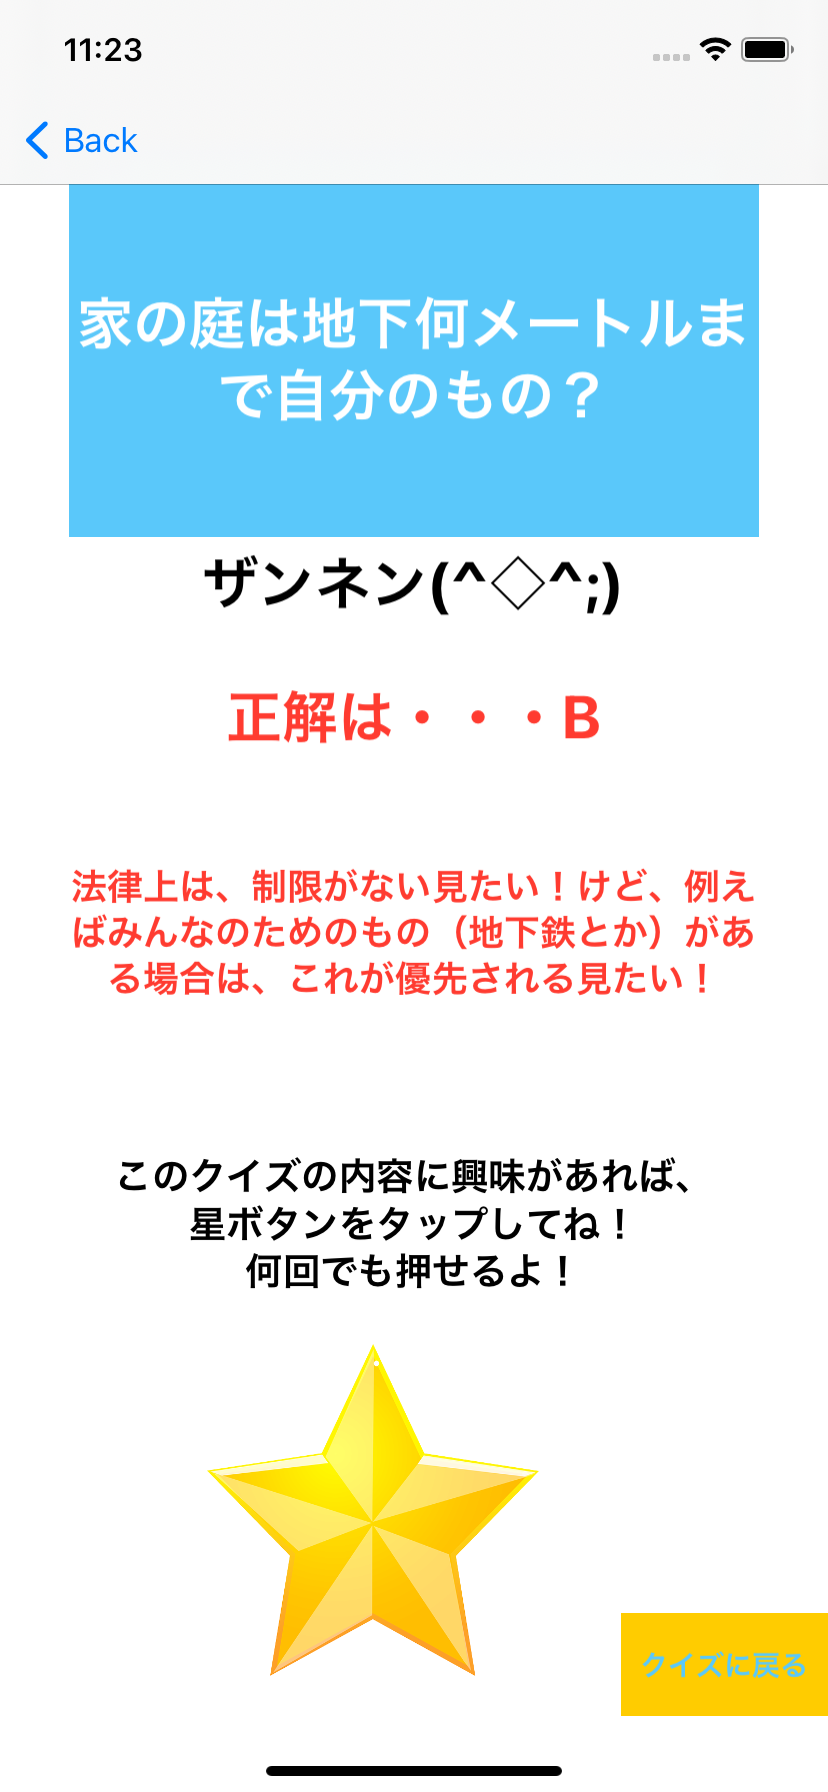 11:23
Back
家の庭は地下何メートルま
で自分のもの？
ザンネン(^◇^;)
正解は・・・B
法律上は、制限がない見たい！けど、例え
ばみんなのためのもの（地下鉄とか）があ
る場合は、これが優先される見たい！
このクイズの内容に興味があれば、
星ボタンをタップしてね！
何回でも押せるよ！
クイズに戻る